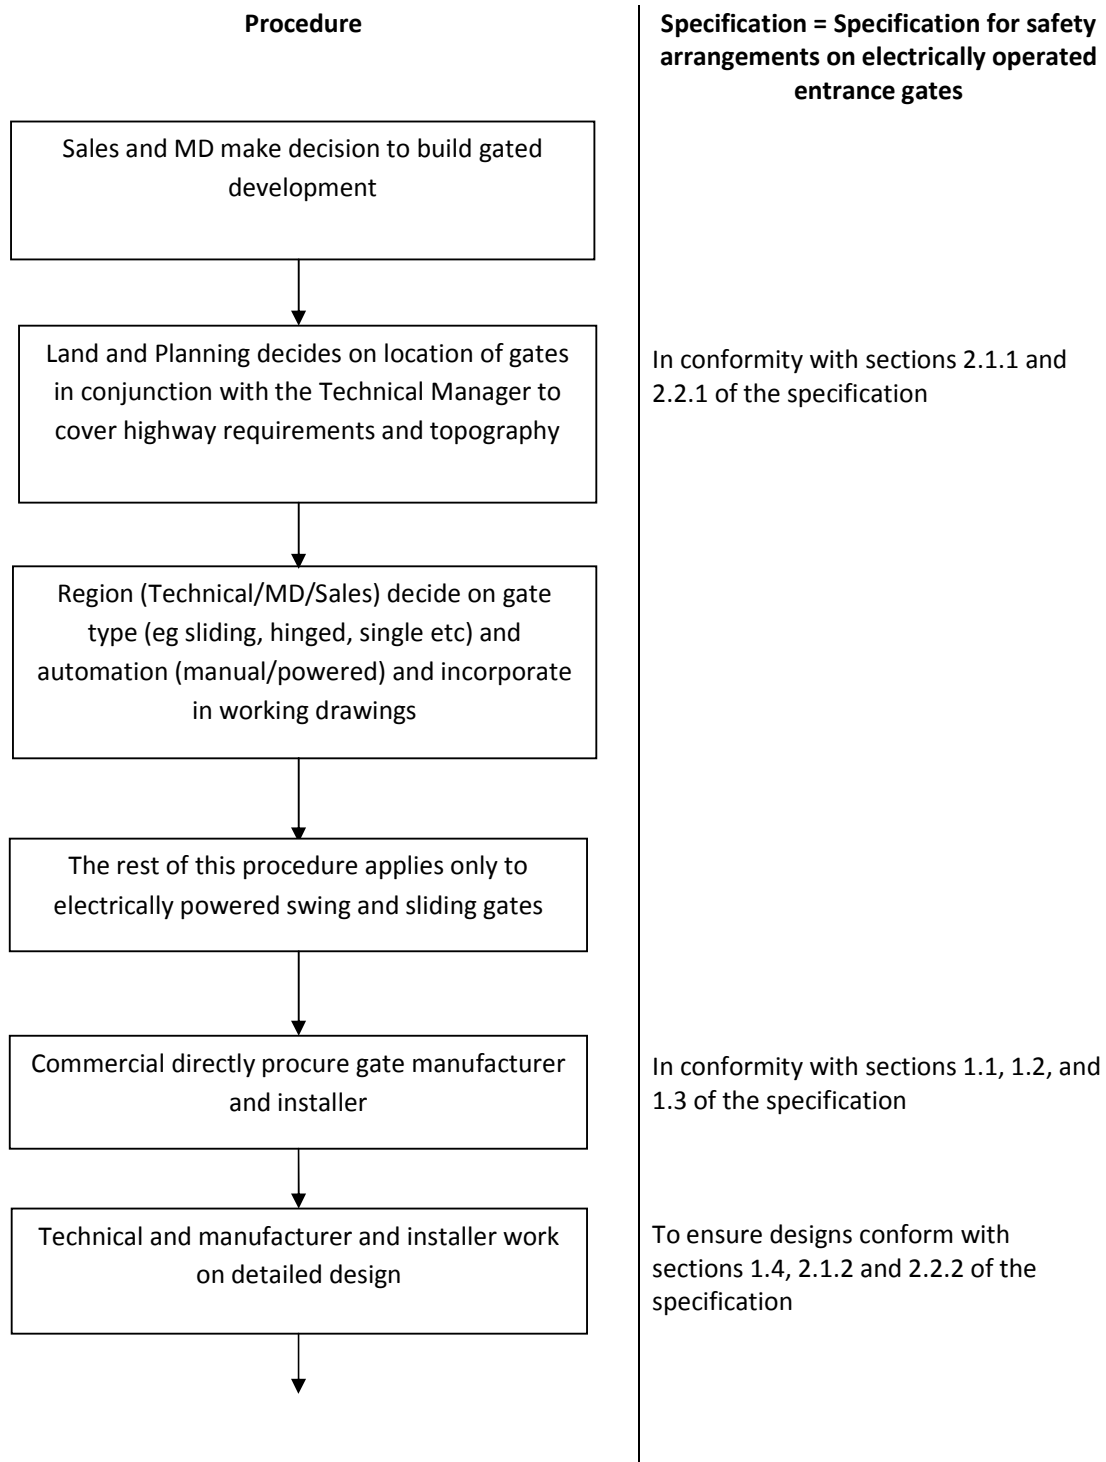 Procedure
Specification = Specification for safety
arrangements on electrically operated
entrance gates
Sales and MD make decision to build gated
development
Land and Planning decides on location of gates
in conjunction with the Technical Manager to
cover highway requirements and topography
In conformity with sections 2.1.1 and
2.2.1 of the specification
Region (Technical/MD/Sales) decide on gate
type (eg sliding, hinged, single etc) and
automation (manual/powered) and incorporate
in working drawings
The rest of this procedure applies only to
electrically powered swing and sliding gates
Commercial directly procure gate manufacturer
and installer
In conformity with sections 1.1, 1.2, and
1.3 of the specification
Technical and manufacturer and installer work
on detailed design
To ensure designs conform with
sections 1.4, 2.1.2 and 2.2.2 of the
specification